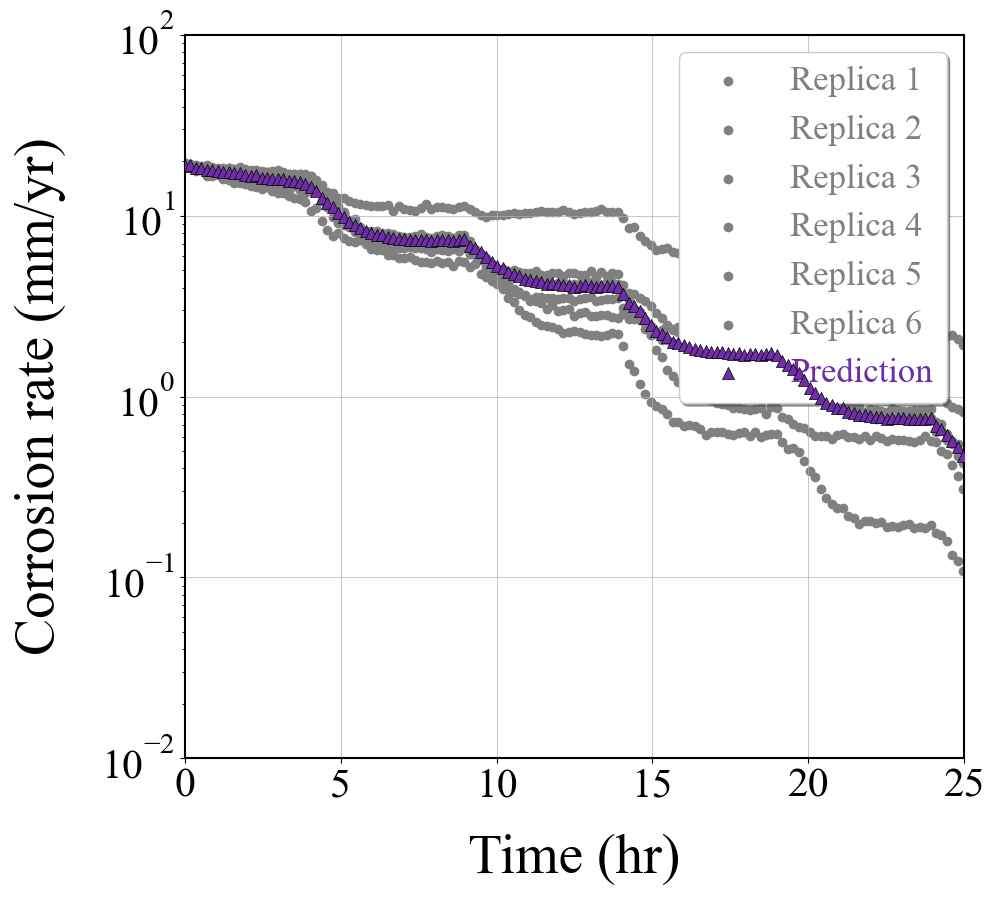 10^2
10^1
10^0
10^−1
10^−2
Corrosion rate (mm/yr)
Replica 1
Replica 2
Replica 3
Replica 4
Replica 5
Replica 6
Prediction
0 5 10 15 20 25
Time (hr)